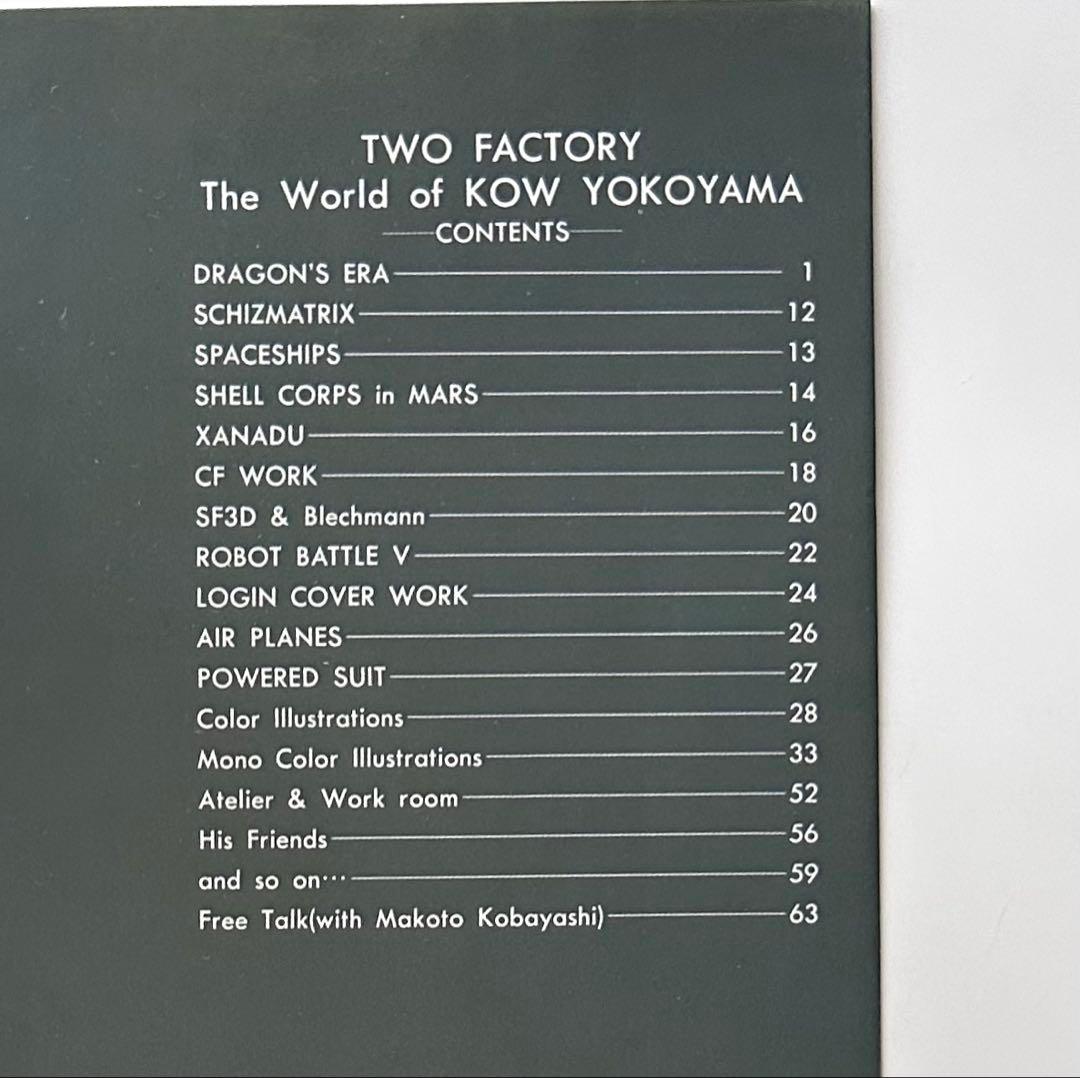 TWO FACTORY
The World of KOW YOKOYAMA
CONTENTS
DRAGON'S ERA 1
SCHIZMATRIX 12
SPACESHIPS 13
SHELL CORPS in MARS 14
XANADU 16
CF WORK 18
SF3D & Blechmann 20
ROBOT BATTLE V 22
LOGIN COVER WORK 24
AIR PLANES 26
POWERED SUIT 27
Color Illustrations 28
Mono Color Illustrations 33
Atelier & Work room 52
His Friends 56
and so on… 59
Free Talk(with Makoto Kobayashi) 63